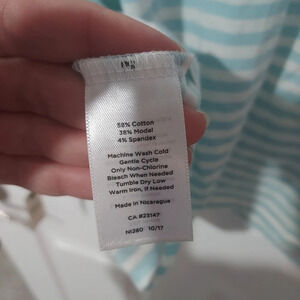 58% Cotton
38% Modal
4% Spandex
Machine Wash Cold
Gentle Cycle
Only Non-Chlorine
Bleach When Needed
Tumble Dry Low
Warm Iron, If Needed
Made in Nicaragua
CA #23147
NI280 10/17